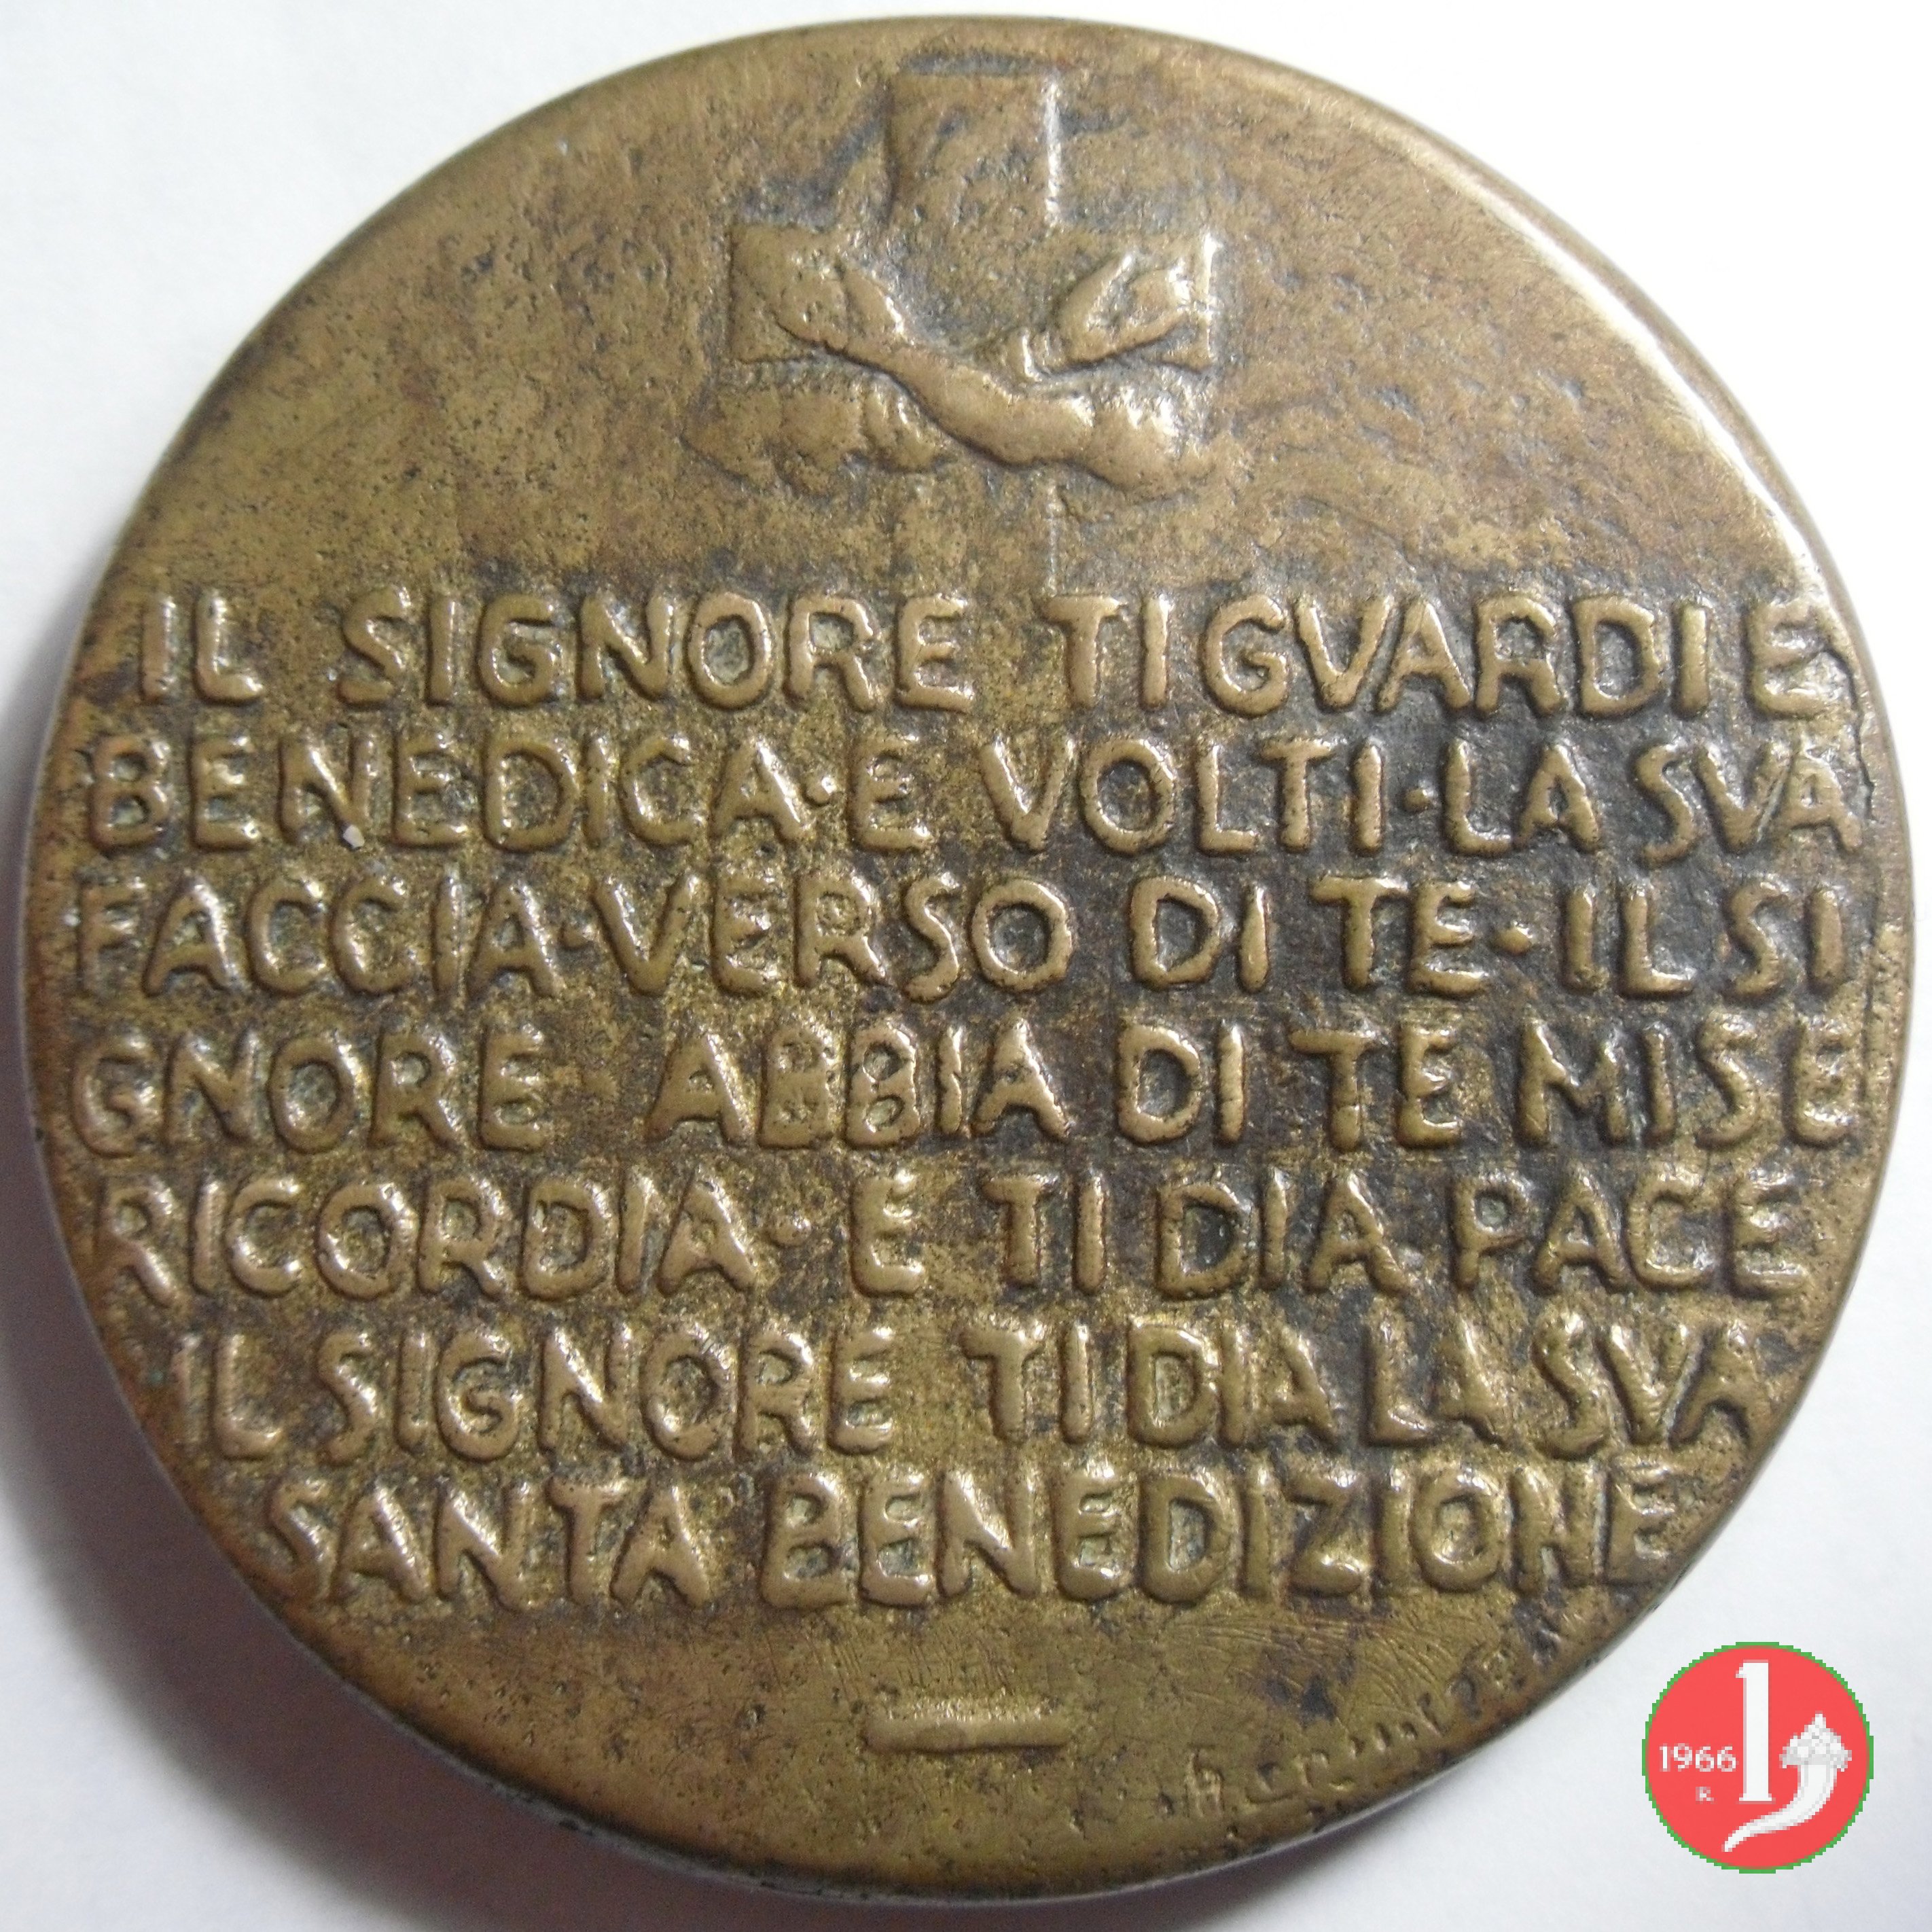 IL SIGNORE TI GVARDI E
BENEDICA·E VOLTI·LA SVA
FACCIA·VERSO DI TE·IL SI
GNORE ABBIA DI TE MISE
RICORDIA·E TI DIA PACE
IL SIGNORE TI DIA LA SVA
SANTA BENEDIZIONE
1966
R